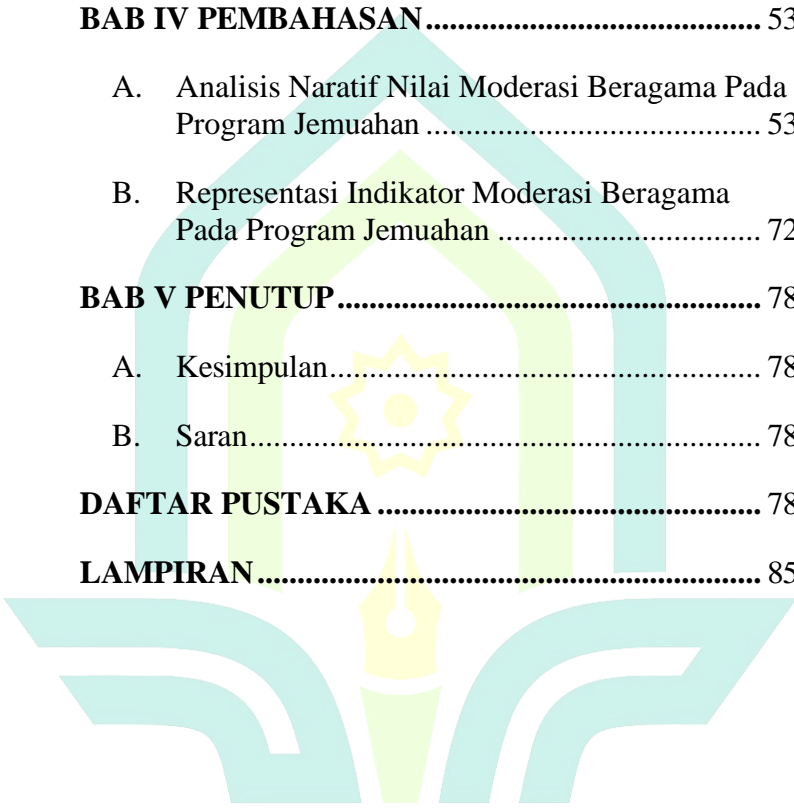 BAB IV PEMBAHASAN................................................. 53
A. Analisis Naratif Nilai Moderasi Beragama Pada
Program Jemuahan .......................................... 53
B. Representasi Indikator Moderasi Beragama
Pada Program Jemuahan ................................. 72
BAB V PENUTUP...................................................... 78
A. Kesimpulan.................................................... 78
B. Saran............................................................. 78
DAFTAR PUSTAKA ................................................ 78
LAMPIRAN................................................................ 85